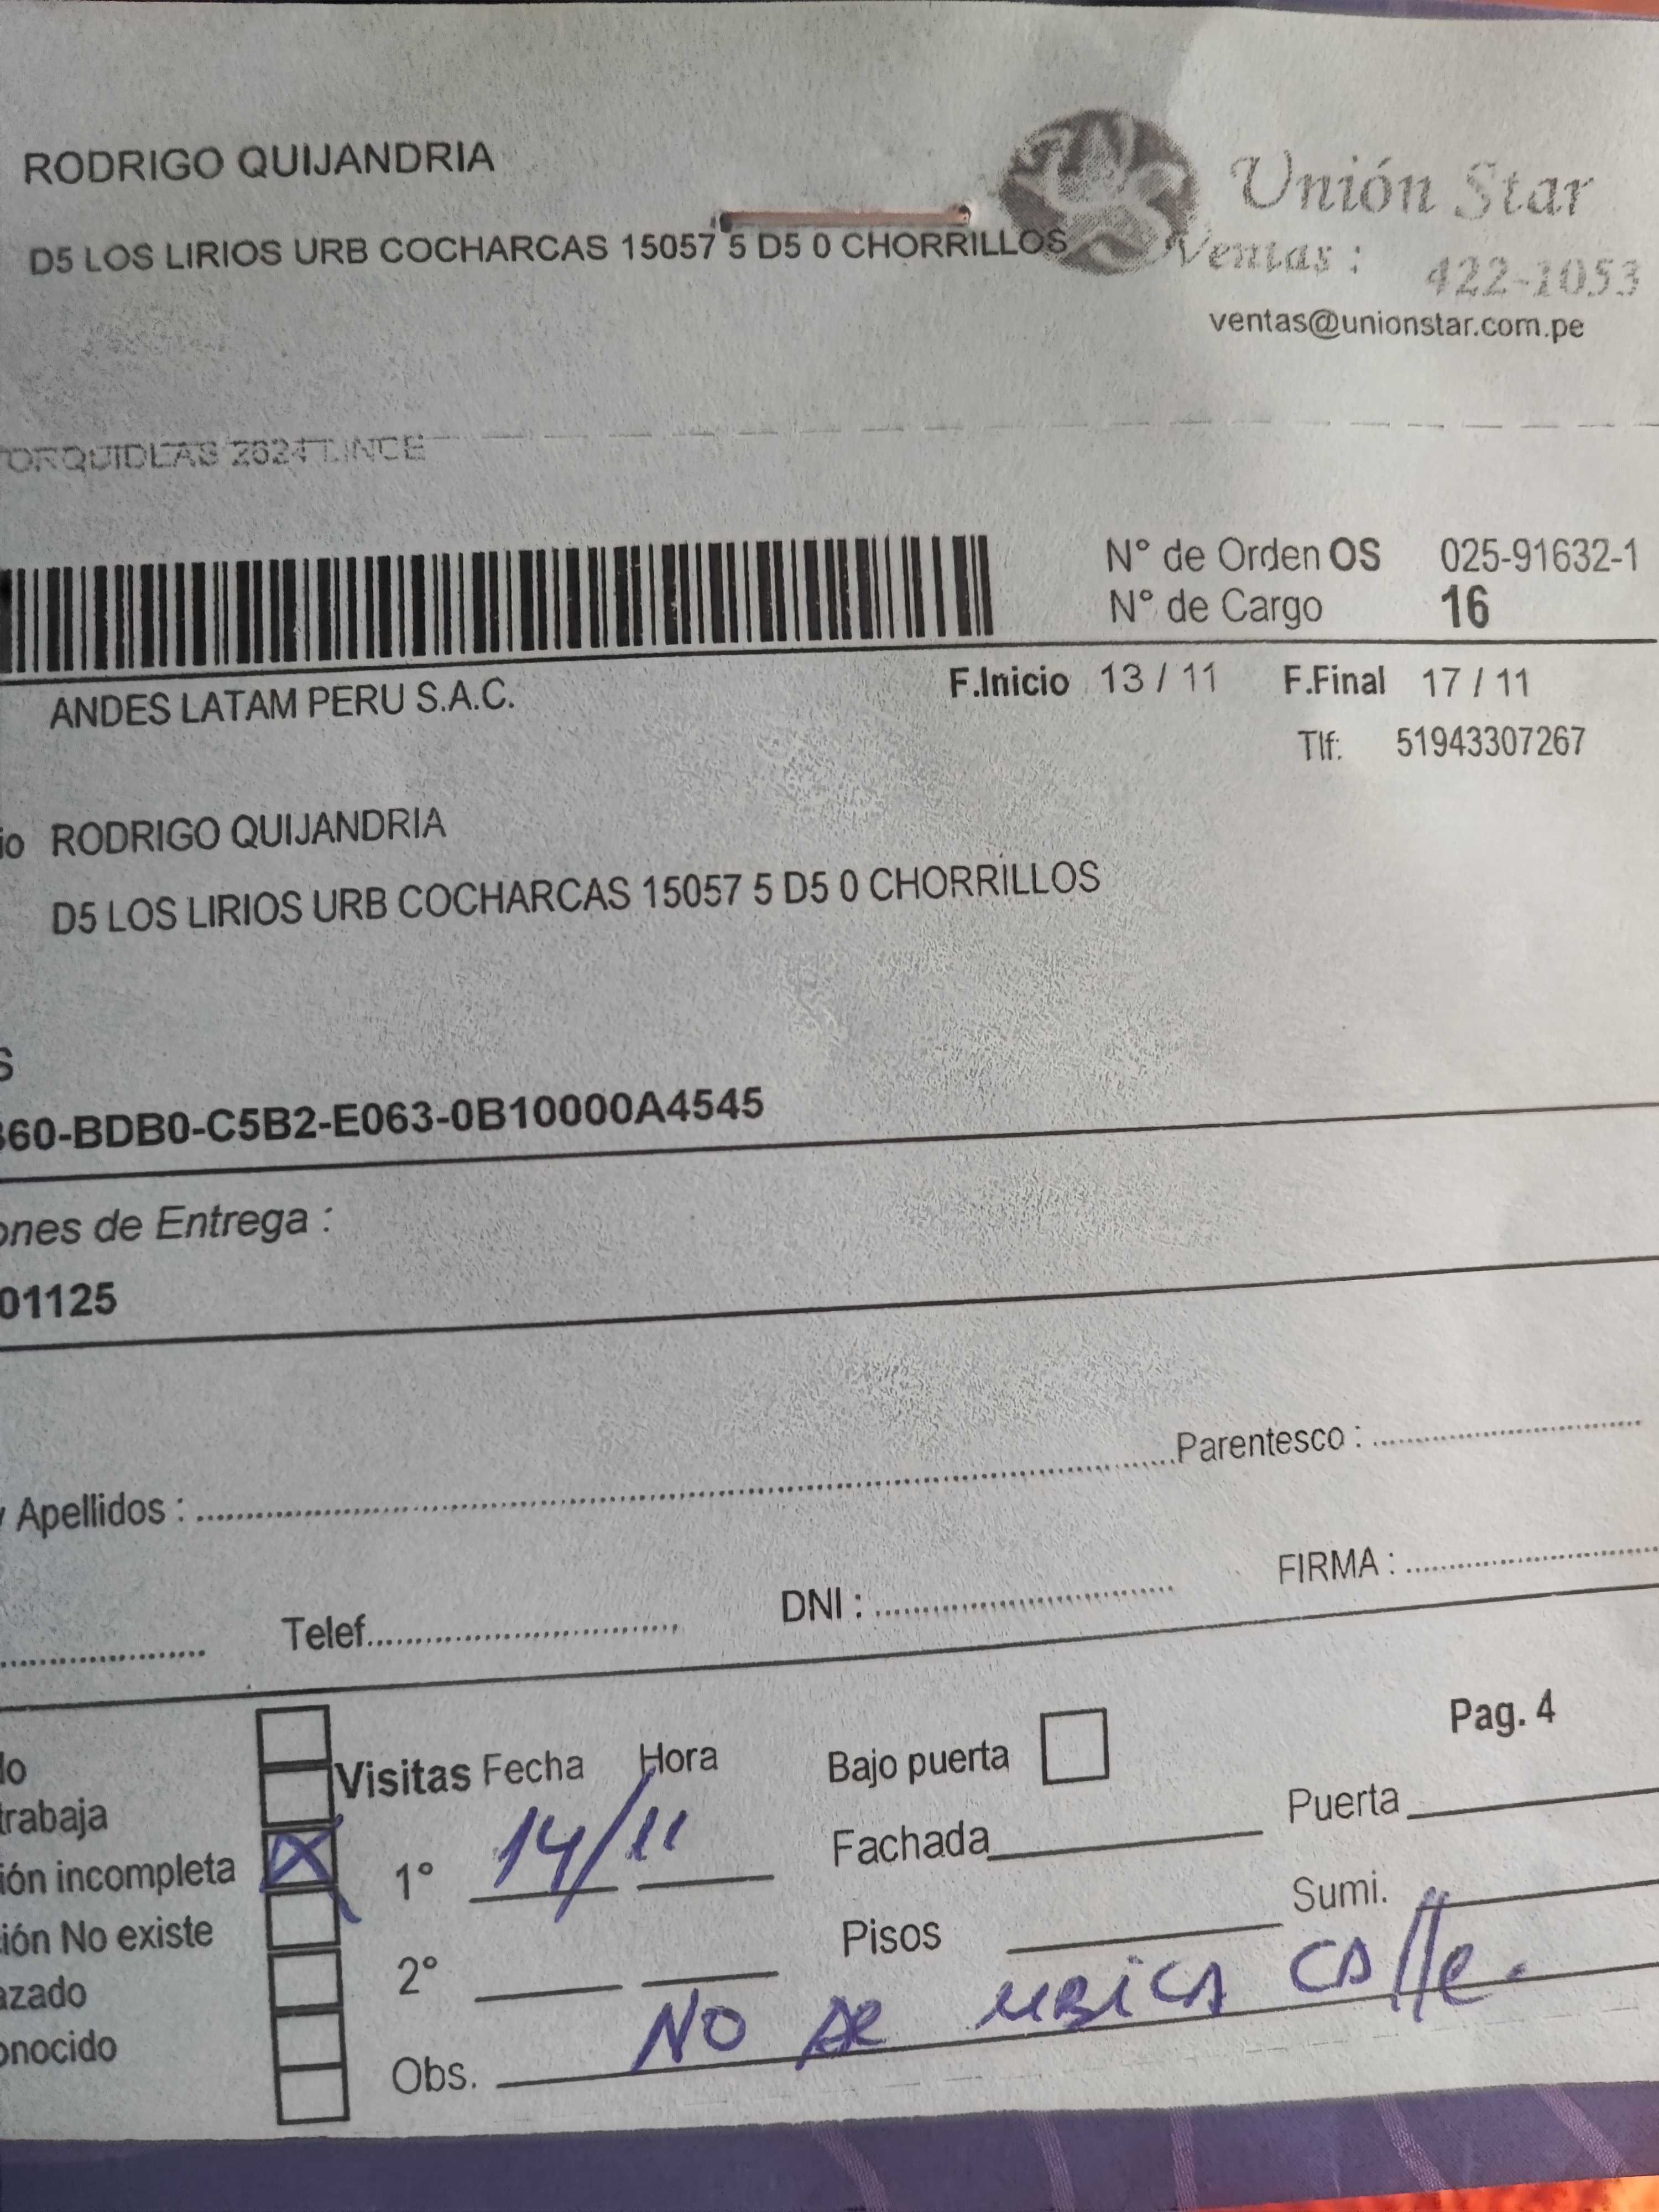 RODRIGO QUIJANDRIA
D5 LOS LIRIOS URB COCHARCAS 15057 5 D5 0 CHORRILLOS
Unión Star
Ventas : 422-1053
ventas@unionstar.com.pe
ORQUIDEAS 2624 LINCE
N° de Orden OS 025-91632-1
N° de Cargo 16
ANDES LATAM PERU S.A.C.
F.Inicio 13 / 11 F.Final 17 / 11
Tlf: 51943307267
io RODRIGO QUIJANDRIA
D5 LOS LIRIOS URB COCHARCAS 15057 5 D5 0 CHORRILLOS
S
360-BDB0-C5B2-E063-0B10000A4545
ones de Entrega :
01125
y Apellidos : Parentesco :
Telef. DNI : FIRMA :
Pag. 4
do
Visitas Fecha Hora Bajo puerta
trabaja
Puerta
ión incompleta X 1° 14/11 Fachada
Sumi.
ción No existe
Pisos
azado 2°
onocido
Obs. NO SE UBICA CAlle.